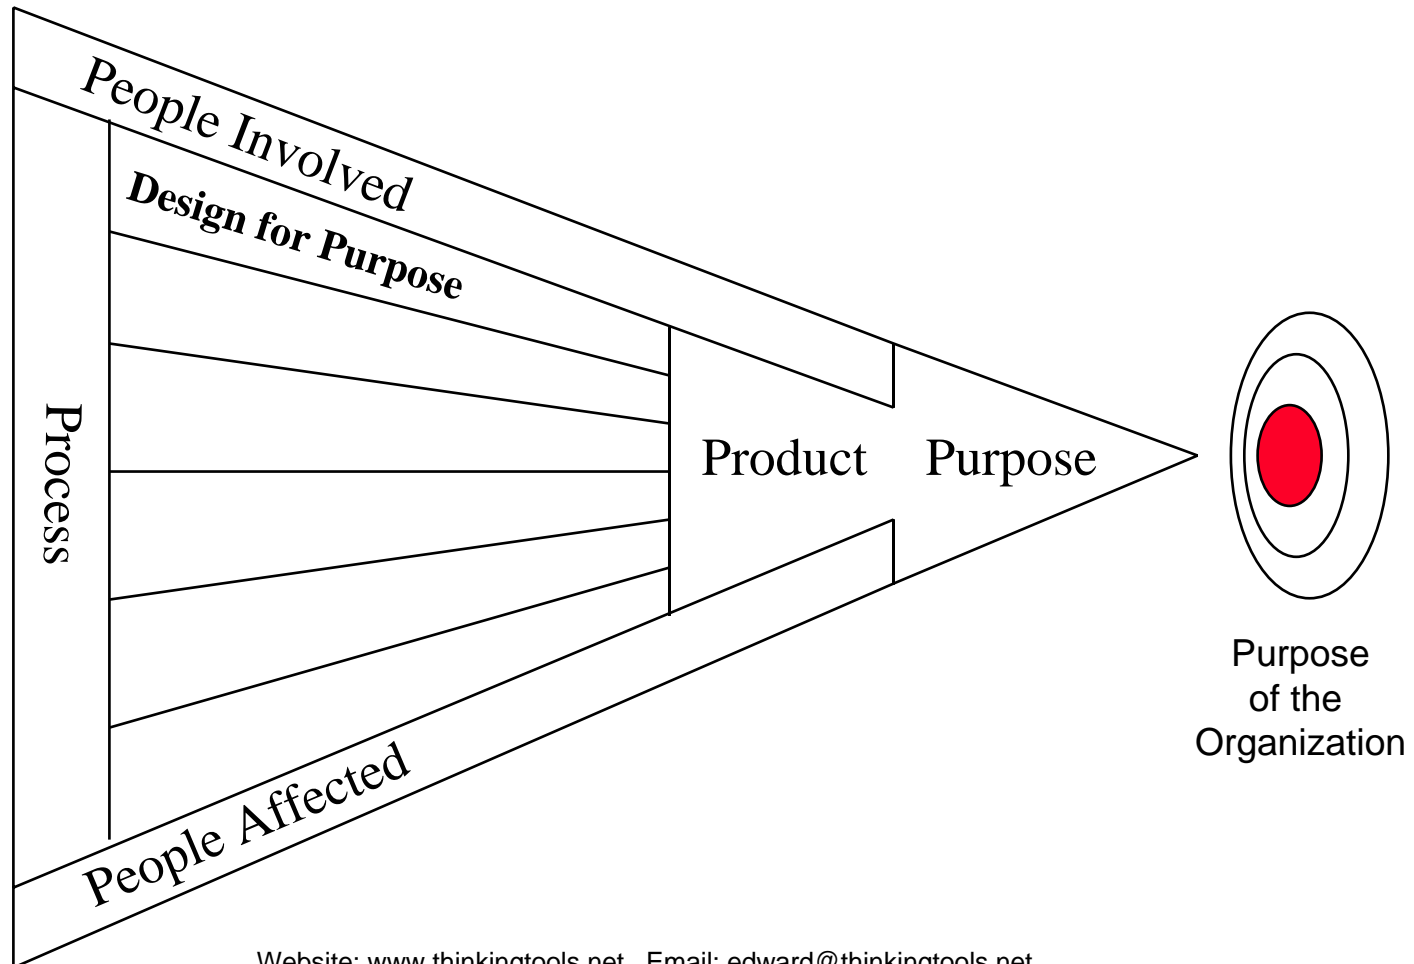 People Involved
Design for Purpose
Process
Product
Purpose
People Affected
Purpose
of the
Organization
Website: www.thinkingtools.net Email: edward@thinkingtools.net